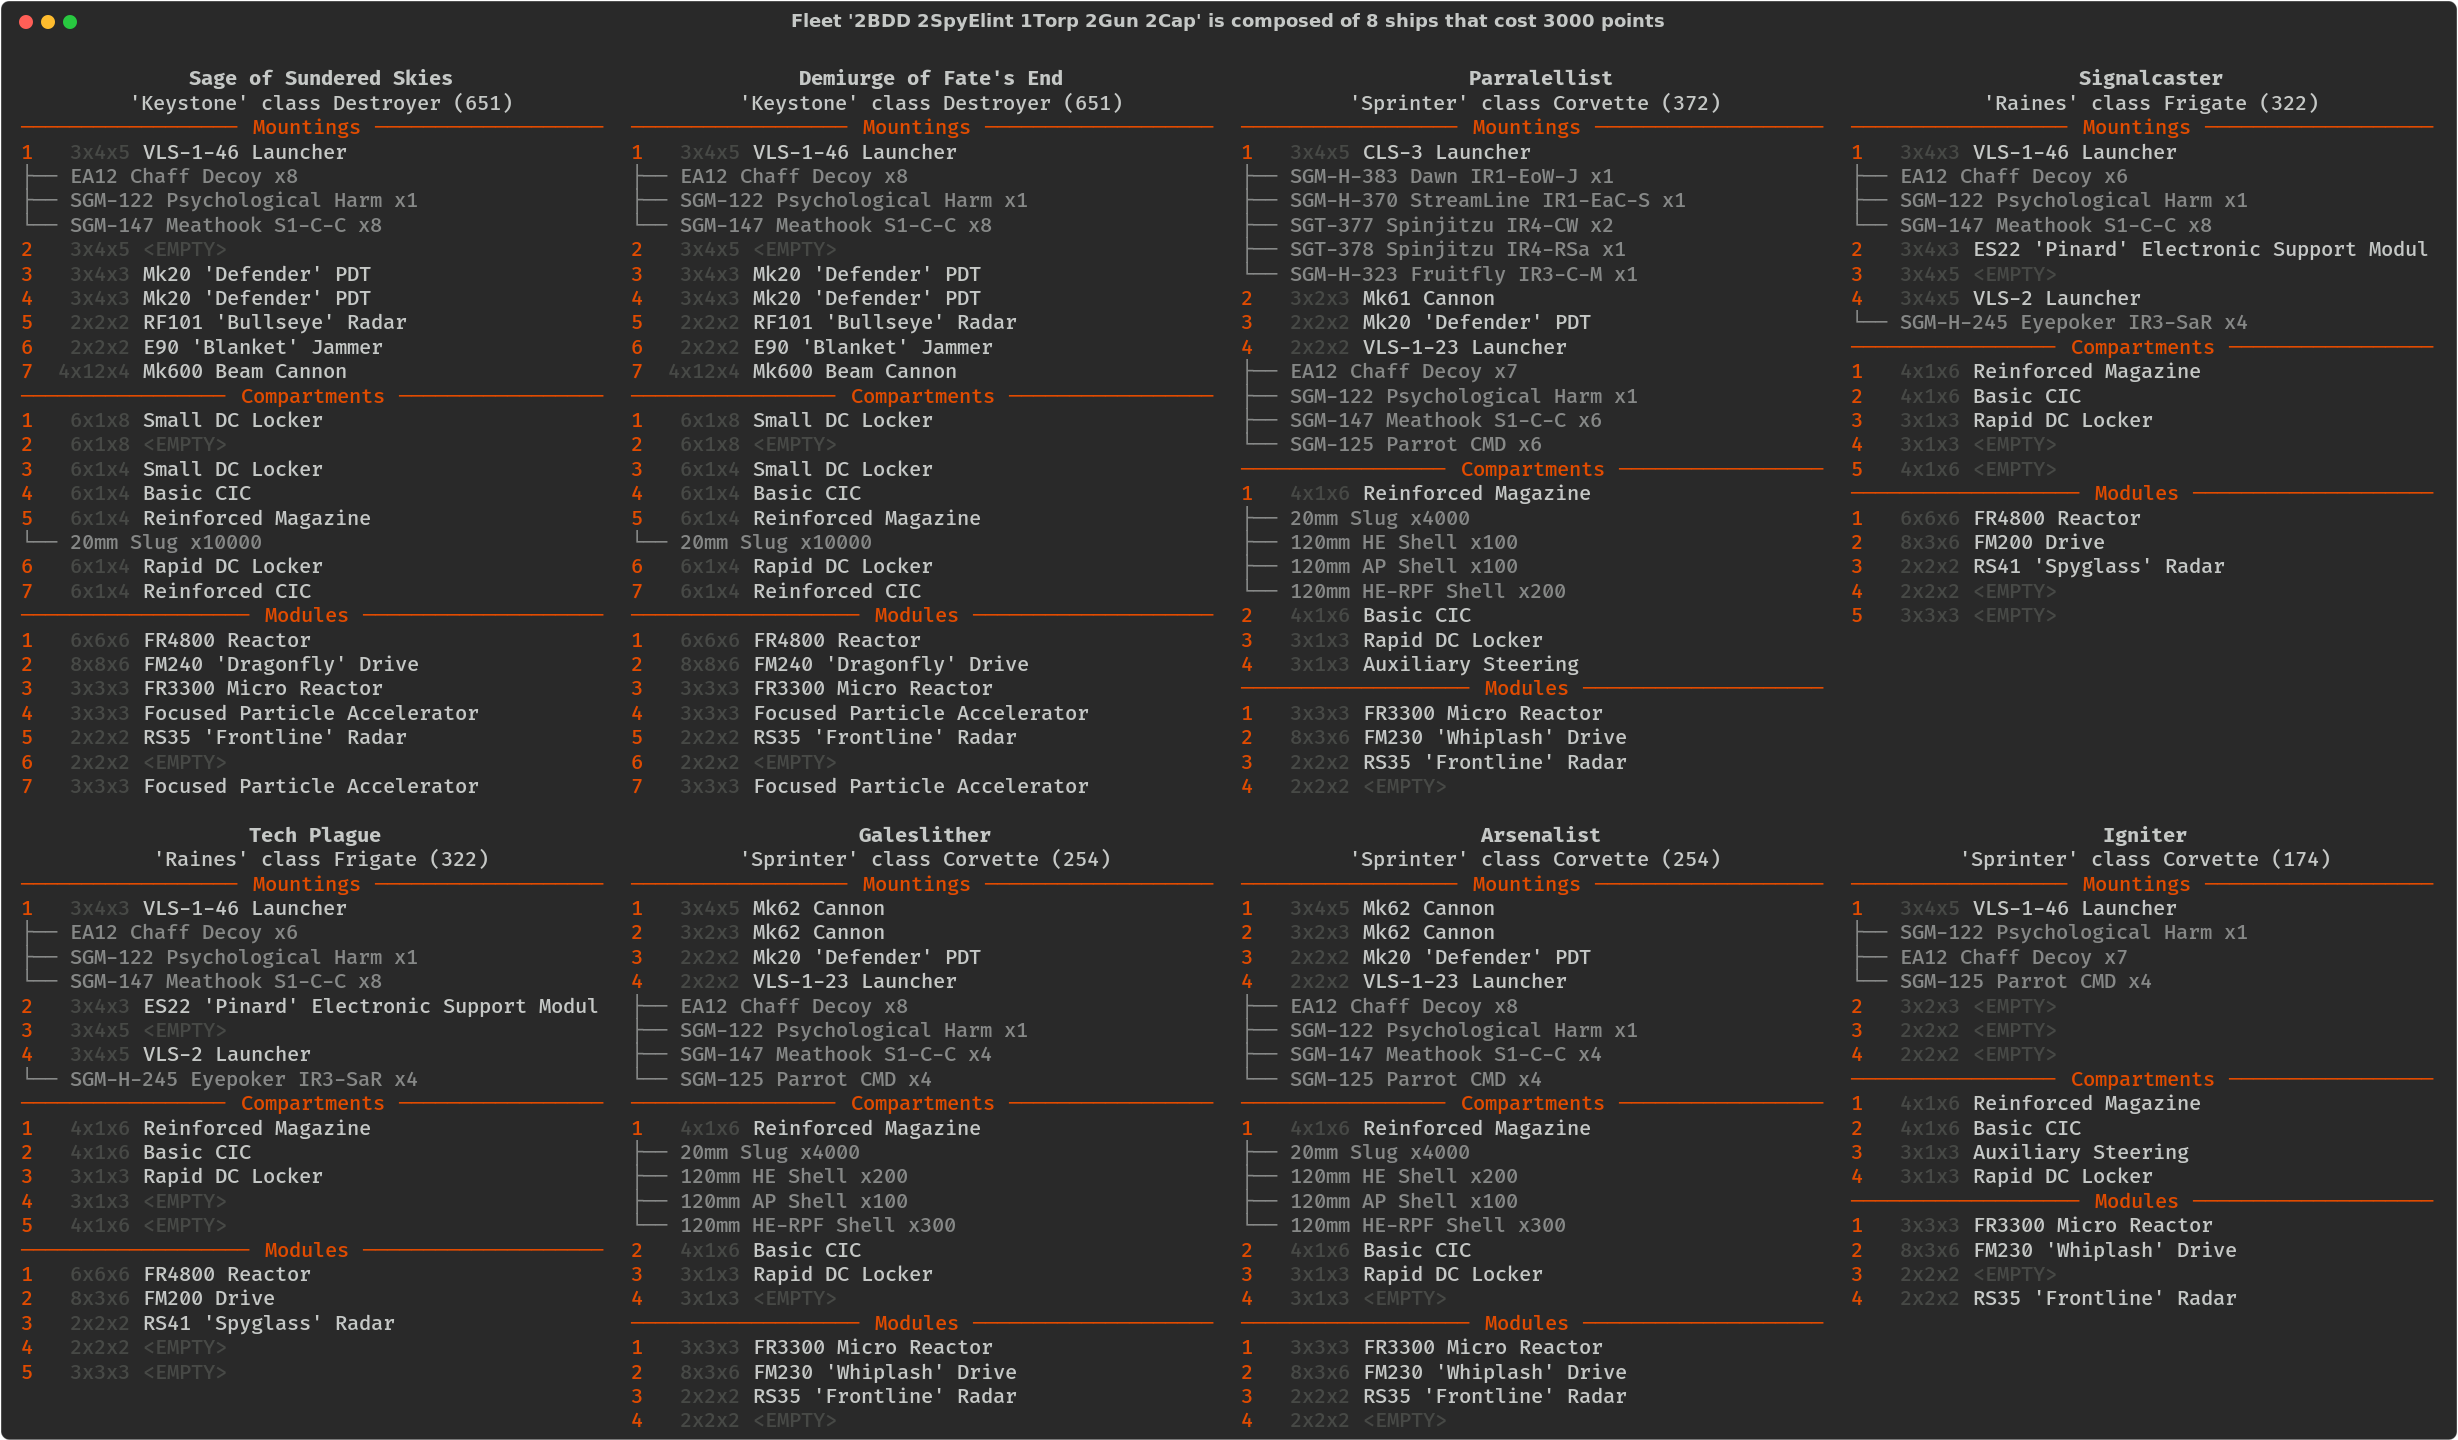 Fleet '2BDD 2SpyElint 1Torp 2Gun 2Cap' is composed of 8 ships that cost 3000 points
Sage of Sundered Skies
'Keystone' class Destroyer (651)
Mountings
1 3x4x5 VLS-1-46 Launcher
EA12 Chaff Decoy x8
SGM-122 Psychological Harm x1
SGM-147 Meathook S1-C-C x8
2 3x4x5 <EMPTY>
3 3x4x3 Mk20 'Defender' PDT
4 3x4x3 Mk20 'Defender' PDT
5 2x2x2 RF101 'Bullseye' Radar
6 2x2x2 E90 'Blanket' Jammer
7 4x12x4 Mk600 Beam Cannon
Compartments
1 6x1x8 Small DC Locker
2 6x1x8 <EMPTY>
3 6x1x4 Small DC Locker
4 6x1x4 Basic CIC
5 6x1x4 Reinforced Magazine
20mm Slug x10000
6 6x1x4 Rapid DC Locker
7 6x1x4 Reinforced CIC
Modules
1 6x6x6 FR4800 Reactor
2 8x8x6 FM240 'Dragonfly' Drive
3 3x3x3 FR3300 Micro Reactor
4 3x3x3 Focused Particle Accelerator
5 2x2x2 RS35 'Frontline' Radar
6 2x2x2 <EMPTY>
7 3x3x3 Focused Particle Accelerator
Demiurge of Fate's End
'Keystone' class Destroyer (651)
Mountings
1 3x4x5 VLS-1-46 Launcher
EA12 Chaff Decoy x8
SGM-122 Psychological Harm x1
SGM-147 Meathook S1-C-C x8
2 3x4x5 <EMPTY>
3 3x4x3 Mk20 'Defender' PDT
4 3x4x3 Mk20 'Defender' PDT
5 2x2x2 RF101 'Bullseye' Radar
6 2x2x2 E90 'Blanket' Jammer
7 4x12x4 Mk600 Beam Cannon
Compartments
1 6x1x8 Small DC Locker
2 6x1x8 <EMPTY>
3 6x1x4 Small DC Locker
4 6x1x4 Basic CIC
5 6x1x4 Reinforced Magazine
20mm Slug x10000
6 6x1x4 Rapid DC Locker
7 6x1x4 Reinforced CIC
Modules
1 6x6x6 FR4800 Reactor
2 8x8x6 FM240 'Dragonfly' Drive
3 3x3x3 FR3300 Micro Reactor
4 3x3x3 Focused Particle Accelerator
5 2x2x2 RS35 'Frontline' Radar
6 2x2x2 <EMPTY>
7 3x3x3 Focused Particle Accelerator
Parralellist
'Sprinter' class Corvette (372)
Mountings
1 3x4x5 CLS-3 Launcher
SGM-H-383 Dawn IR1-EoW-J x1
SGM-H-370 StreamLine IR1-EaC-S x1
SGT-377 Spinjitzu IR4-CW x2
SGT-378 Spinjitzu IR4-RSa x1
SGM-H-323 Fruitfly IR3-C-M x1
2 3x2x3 Mk61 Cannon
3 2x2x2 Mk20 'Defender' PDT
4 2x2x2 VLS-1-23 Launcher
EA12 Chaff Decoy x7
SGM-122 Psychological Harm x1
SGM-147 Meathook S1-C-C x6
SGM-125 Parrot CMD x6
Compartments
1 4x1x6 Reinforced Magazine
20mm Slug x4000
120mm HE Shell x100
120mm AP Shell x100
120mm HE-RPF Shell x200
2 4x1x6 Basic CIC
3 3x1x3 Rapid DC Locker
4 3x1x3 Auxiliary Steering
Modules
1 3x3x3 FR3300 Micro Reactor
2 8x3x6 FM230 'Whiplash' Drive
3 2x2x2 RS35 'Frontline' Radar
4 2x2x2 <EMPTY>
Signalcaster
'Raines' class Frigate (322)
Mountings
1 3x4x3 VLS-1-46 Launcher
EA12 Chaff Decoy x6
SGM-122 Psychological Harm x1
SGM-147 Meathook S1-C-C x8
2 3x4x3 ES22 'Pinard' Electronic Support Modul
3 3x4x5 <EMPTY>
4 3x4x5 VLS-2 Launcher
SGM-H-245 Eyepoker IR3-SaR x4
Compartments
1 4x1x6 Reinforced Magazine
2 4x1x6 Basic CIC
3 3x1x3 Rapid DC Locker
4 3x1x3 <EMPTY>
5 4x1x6 <EMPTY>
Modules
1 6x6x6 FR4800 Reactor
2 8x3x6 FM200 Drive
3 2x2x2 RS41 'Spyglass' Radar
4 2x2x2 <EMPTY>
5 3x3x3 <EMPTY>
Tech Plague
'Raines' class Frigate (322)
Mountings
1 3x4x3 VLS-1-46 Launcher
EA12 Chaff Decoy x6
SGM-122 Psychological Harm x1
SGM-147 Meathook S1-C-C x8
2 3x4x3 ES22 'Pinard' Electronic Support Modul
3 3x4x5 <EMPTY>
4 3x4x5 VLS-2 Launcher
SGM-H-245 Eyepoker IR3-SaR x4
Compartments
1 4x1x6 Reinforced Magazine
2 4x1x6 Basic CIC
3 3x1x3 Rapid DC Locker
4 3x1x3 <EMPTY>
5 4x1x6 <EMPTY>
Modules
1 6x6x6 FR4800 Reactor
2 8x3x6 FM200 Drive
3 2x2x2 RS41 'Spyglass' Radar
4 2x2x2 <EMPTY>
5 3x3x3 <EMPTY>
Galeslither
'Sprinter' class Corvette (254)
Mountings
1 3x4x5 Mk62 Cannon
2 3x2x3 Mk62 Cannon
3 2x2x2 Mk20 'Defender' PDT
4 2x2x2 VLS-1-23 Launcher
EA12 Chaff Decoy x8
SGM-122 Psychological Harm x1
SGM-147 Meathook S1-C-C x4
SGM-125 Parrot CMD x4
Compartments
1 4x1x6 Reinforced Magazine
20mm Slug x4000
120mm HE Shell x200
120mm AP Shell x100
120mm HE-RPF Shell x300
2 4x1x6 Basic CIC
3 3x1x3 Rapid DC Locker
4 3x1x3 <EMPTY>
Modules
1 3x3x3 FR3300 Micro Reactor
2 8x3x6 FM230 'Whiplash' Drive
3 2x2x2 RS35 'Frontline' Radar
4 2x2x2 <EMPTY>
Arsenalist
'Sprinter' class Corvette (254)
Mountings
1 3x4x5 Mk62 Cannon
2 3x2x3 Mk62 Cannon
3 2x2x2 Mk20 'Defender' PDT
4 2x2x2 VLS-1-23 Launcher
EA12 Chaff Decoy x8
SGM-122 Psychological Harm x1
SGM-147 Meathook S1-C-C x4
SGM-125 Parrot CMD x4
Compartments
1 4x1x6 Reinforced Magazine
20mm Slug x4000
120mm HE Shell x200
120mm AP Shell x100
120mm HE-RPF Shell x300
2 4x1x6 Basic CIC
3 3x1x3 Rapid DC Locker
4 3x1x3 <EMPTY>
Modules
1 3x3x3 FR3300 Micro Reactor
2 8x3x6 FM230 'Whiplash' Drive
3 2x2x2 RS35 'Frontline' Radar
4 2x2x2 <EMPTY>
Igniter
'Sprinter' class Corvette (174)
Mountings
1 3x4x5 VLS-1-46 Launcher
SGM-122 Psychological Harm x1
EA12 Chaff Decoy x7
SGM-125 Parrot CMD x4
2 3x2x3 <EMPTY>
3 2x2x2 <EMPTY>
4 2x2x2 <EMPTY>
Compartments
1 4x1x6 Reinforced Magazine
2 4x1x6 Basic CIC
3 3x1x3 Auxiliary Steering
4 3x1x3 Rapid DC Locker
Modules
1 3x3x3 FR3300 Micro Reactor
2 8x3x6 FM230 'Whiplash' Drive
3 2x2x2 <EMPTY>
4 2x2x2 RS35 'Frontline' Radar